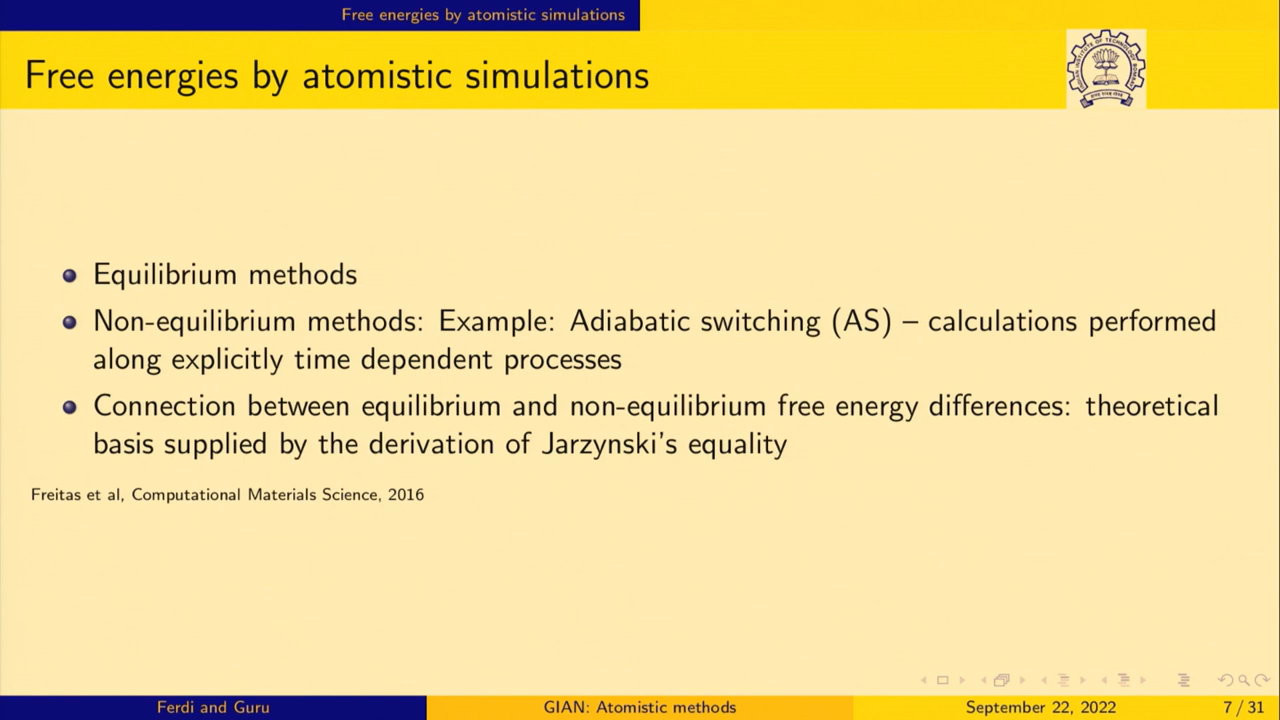 Free energies by atomistic simulations
Free energies by atomistic simulations
Equilibrium methods
Non-equilibrium methods: Example: Adiabatic switching (AS) – calculations performed
along explicitly time dependent processes
Connection between equilibrium and non-equilibrium free energy differences: theoretical
basis supplied by the derivation of Jarzynski's equality
Freitas et al, Computational Materials Science, 2016
Ferdi and Guru
GIAN: Atomistic methods
September 22, 2022
7 / 31